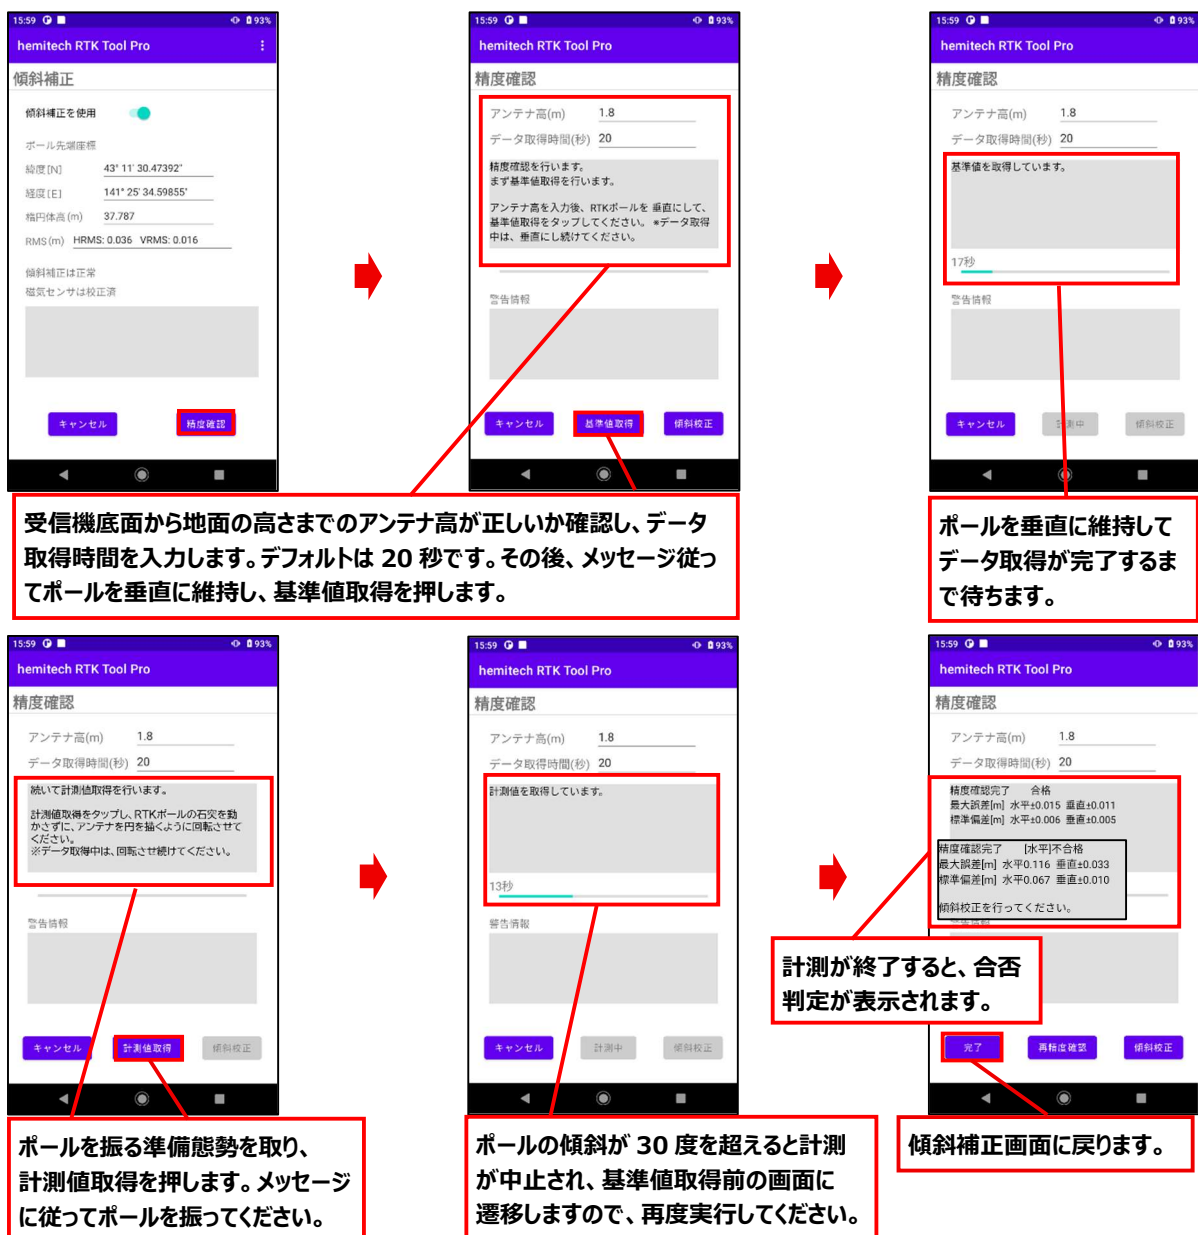 15:59 93%
hemitech RTK Tool Pro
傾斜補正
傾斜補正を使用
ポール先端座標
緯度[N] 43° 11' 30.47392"
経度[E] 141° 25' 34.59855"
楕円体高(m) 37.787
RMS(m) HRMS: 0.036 VRMS: 0.016
傾斜補正は正常
磁気センサは校正済
キャンセル 精度確認
15:59 93%
hemitech RTK Tool Pro
精度確認
アンテナ高(m) 1.8
データ取得時間(秒) 20
精度確認を行います。
まず基準値取得を行います。
アンテナ高を入力後、RTKポールを 垂直にして、
基準値取得をタップしてください。 *データ取得
中は、垂直にし続けてください。
警告情報
キャンセル 基準値取得 傾斜校正
15:59 93%
hemitech RTK Tool Pro
精度確認
アンテナ高(m) 1.8
データ取得時間(秒) 20
基準値を取得しています。
17秒
警告情報
キャンセル 計測中 傾斜校正
受信機底面から地面の高さまでのアンテナ高が正しいか確認し、データ
取得時間を入力します。デフォルトは 20 秒です。その後、メッセージ従っ
てポールを垂直に維持し、基準値取得を押します。
ポールを垂直に維持して
データ取得が完了するま
で待ちます。
15:59 93%
hemitech RTK Tool Pro
精度確認
アンテナ高(m) 1.8
データ取得時間(秒) 20
続いて計測値取得を行います。
計測値取得をタップし、RTKポールの石突を動
かさずに、アンテナを円を描くように回転させて
ください。
※データ取得中は、回転させ続けてください。
警告情報
キャンセル 計測値取得 傾斜校正
15:59 93%
hemitech RTK Tool Pro
精度確認
アンテナ高(m) 1.8
データ取得時間(秒) 20
計測値を取得しています。
13秒
警告情報
キャンセル 計測中 傾斜校正
15:59 93%
hemitech RTK Tool Pro
精度確認
アンテナ高(m) 1.8
データ取得時間(秒) 20
精度確認完了 合格
最大誤差[m] 水平±0.015 垂直±0.011
標準偏差[m] 水平±0.006 垂直±0.005
精度確認完了 [水平]不合格
最大誤差[m] 水平0.116 垂直±0.033
標準偏差[m] 水平0.067 垂直±0.010
傾斜校正を行ってください。
計測が終了すると、合否
判定が表示されます。
完了 再精度確認 傾斜校正
ポールを振る準備態勢を取り、
計測値取得を押します。メッセージ
に従ってポールを振ってください。
ポールの傾斜が 30 度を超えると計測
が中止され、基準値取得前の画面に
遷移しますので、再度実行してください。
傾斜補正画面に戻ります。